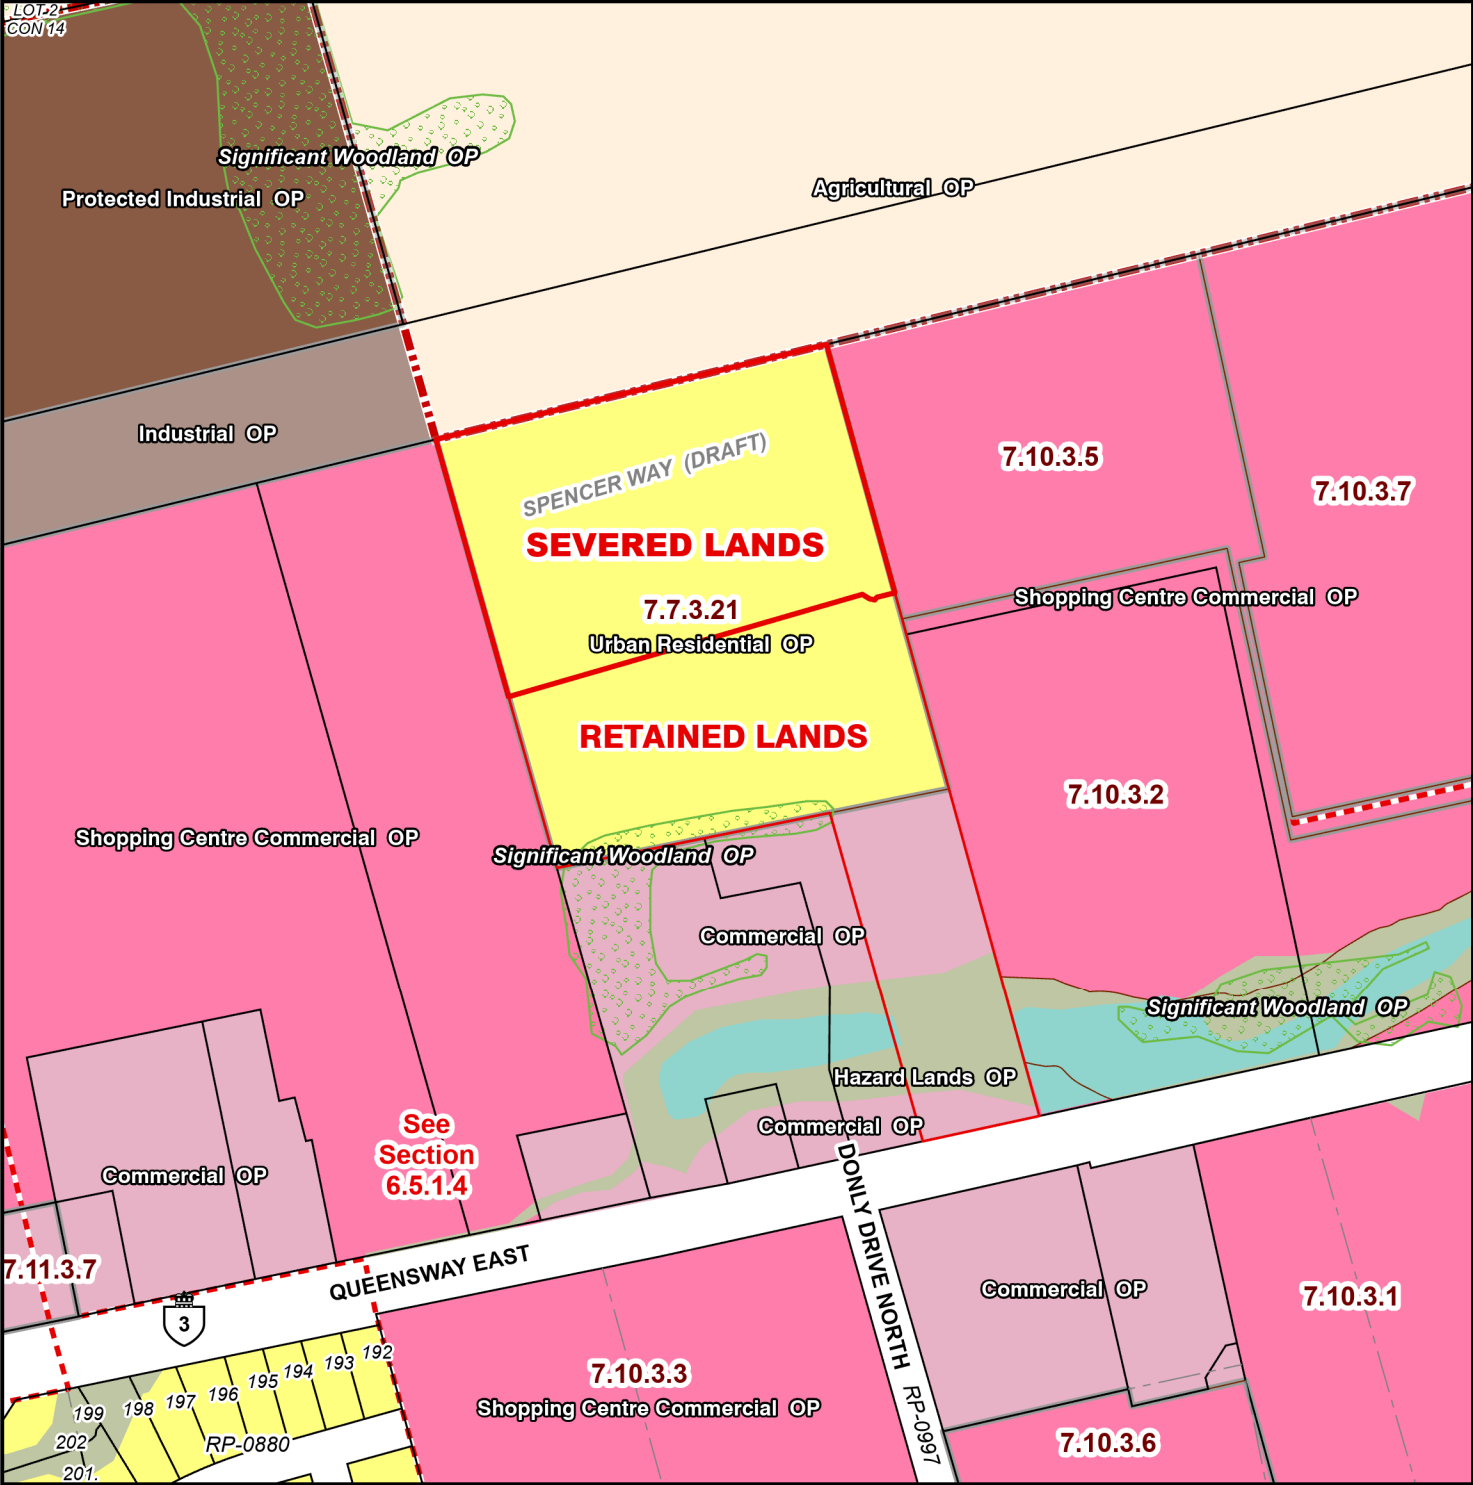 LOT 2
CON 14
Significant Woodland OP
Protected Industrial OP
Agricultural OP
Industrial OP
SPENCER WAY (DRAFT)
7.10.3.5
7.10.3.7
SEVERED LANDS
7.7.3.21
Shopping Centre Commercial OP
Urban Residential OP
RETAINED LANDS
7.10.3.2
Shopping Centre Commercial OP
Significant Woodland OP
Commercial OP
Significant Woodland OP
Hazard Lands OP
Commercial OP
See
Section
6.5.1.4
Commercial OP
7.11.3.7
QUEENSWAY EAST
3
DONLY DRIVE NORTH
RP-0997
Commercial OP
7.10.3.1
192
193
194
195
196
197
198
199
202
201.
RP-0880
7.10.3.3
Shopping Centre Commercial OP
7.10.3.6